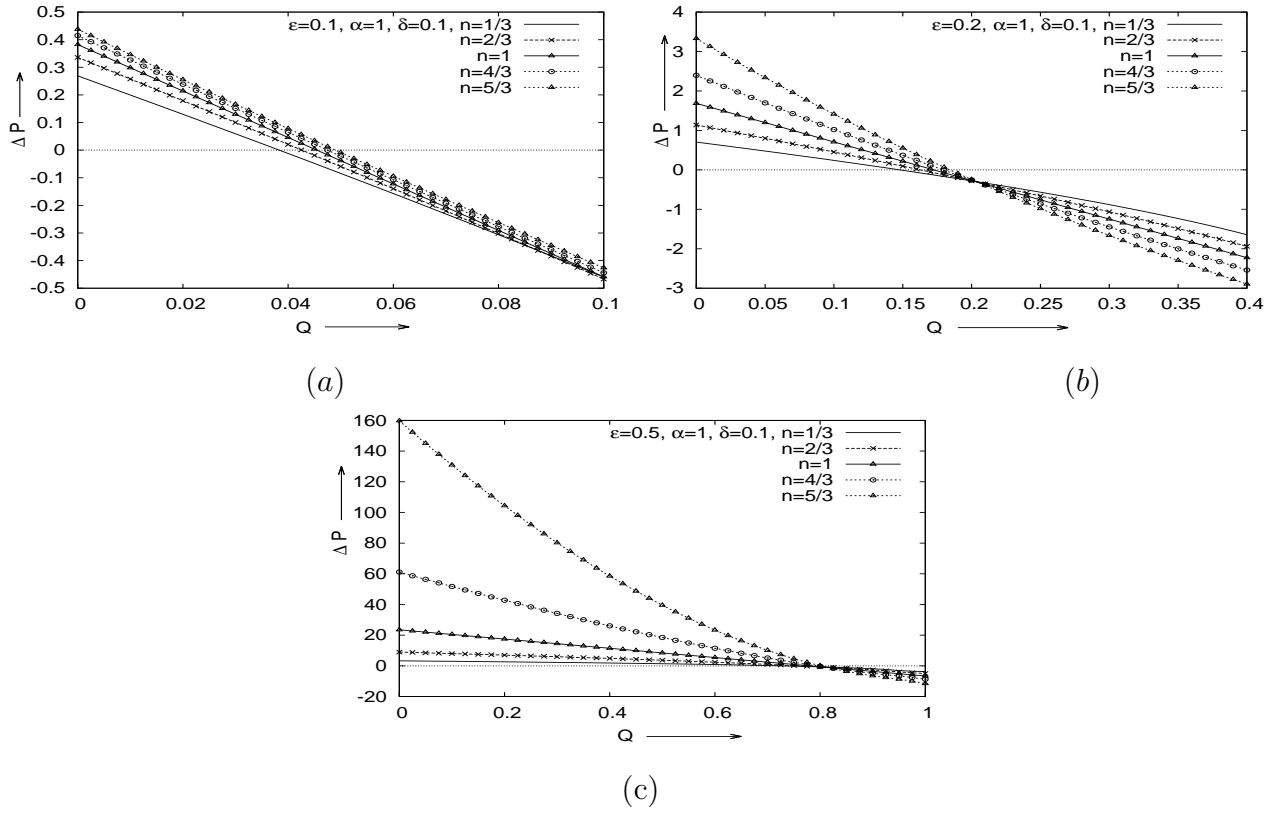 0.5
0.4
0.3
0.2
0.1
0
-0.1
-0.2
-0.3
-0.4
-0.5
Δ P
ε=0.1, α=1, δ=0.1, n=1/3
n=2/3
n=1
n=4/3
n=5/3
0 0.02 0.04 0.06 0.08 0.1
Q
(a)
4
3
2
1
0
-1
-2
-3
Δ P
ε=0.2, α=1, δ=0.1, n=1/3
n=2/3
n=1
n=4/3
n=5/3
0 0.05 0.1 0.15 0.2 0.25 0.3 0.35 0.4
Q
(b)
160
140
120
100
80
60
40
20
0
-20
Δ P
ε=0.5, α=1, δ=0.1, n=1/3
n=2/3
n=1
n=4/3
n=5/3
0 0.2 0.4 0.6 0.8 1
Q
(c)